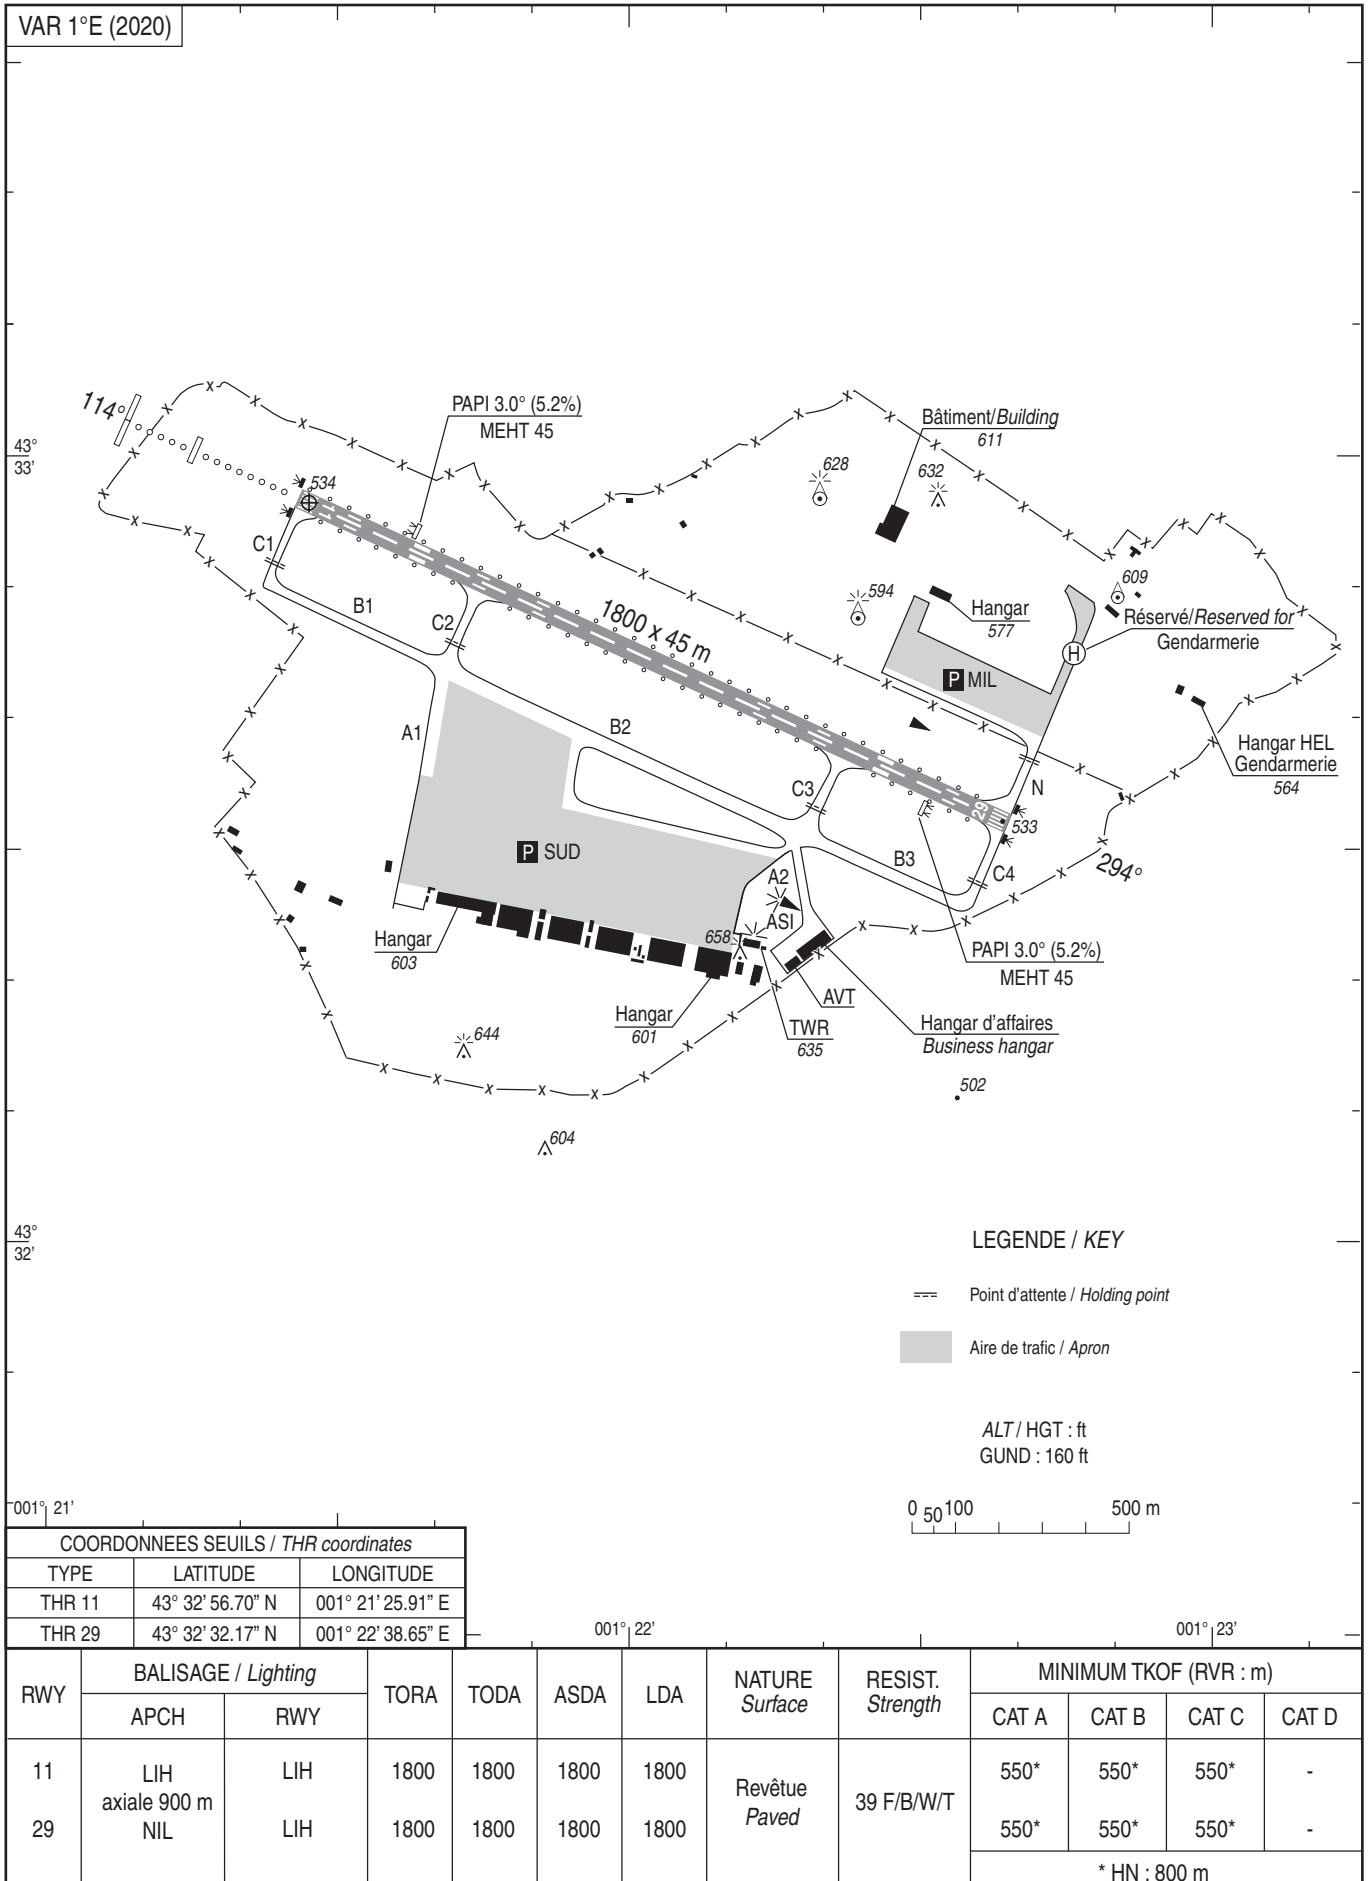 VAR 1°E (2020)
114°
PAPI 3.0° (5.2%)
MEHT 45
Bâtiment/Building
611
43°
33'
534
628
632
C1
609
594
B1
C2
1800 x 45 m
Hangar
577
Réservé/Reserved for
Gendarmerie
H
P MIL
A1
B2
Hangar HEL
Gendarmerie
564
C3
N
29
533
P SUD
B3
294°
A2
C4
ASI
Hangar
603
658
PAPI 3.0° (5.2%)
MEHT 45
AVT
Hangar
601
TWR
635
Hangar d'affaires
Business hangar
644
502
604
43°
32'
LEGENDE / KEY
Point d'attente / Holding point
Aire de trafic / Apron
ALT / HGT : ft
GUND : 160 ft
0 50 100 500 m
001° 21'
COORDONNEES SEUILS / THR coordinates
TYPE LATITUDE LONGITUDE
THR 11 43° 32' 56.70" N 001° 21' 25.91" E
THR 29 43° 32' 32.17" N 001° 22' 38.65" E
001° 22'
001° 23'
RWY BALISAGE / Lighting TORA TODA ASDA LDA NATURE Surface RESIST. Strength MINIMUM TKOF (RVR : m)
APCH RWY CAT A CAT B CAT C CAT D
11 LIH axiale 900 m LIH 1800 1800 1800 1800 Revêtue Paved 39 F/B/W/T 550* 550* 550* -
29 NIL LIH 1800 1800 1800 1800 550* 550* 550* -
* HN : 800 m